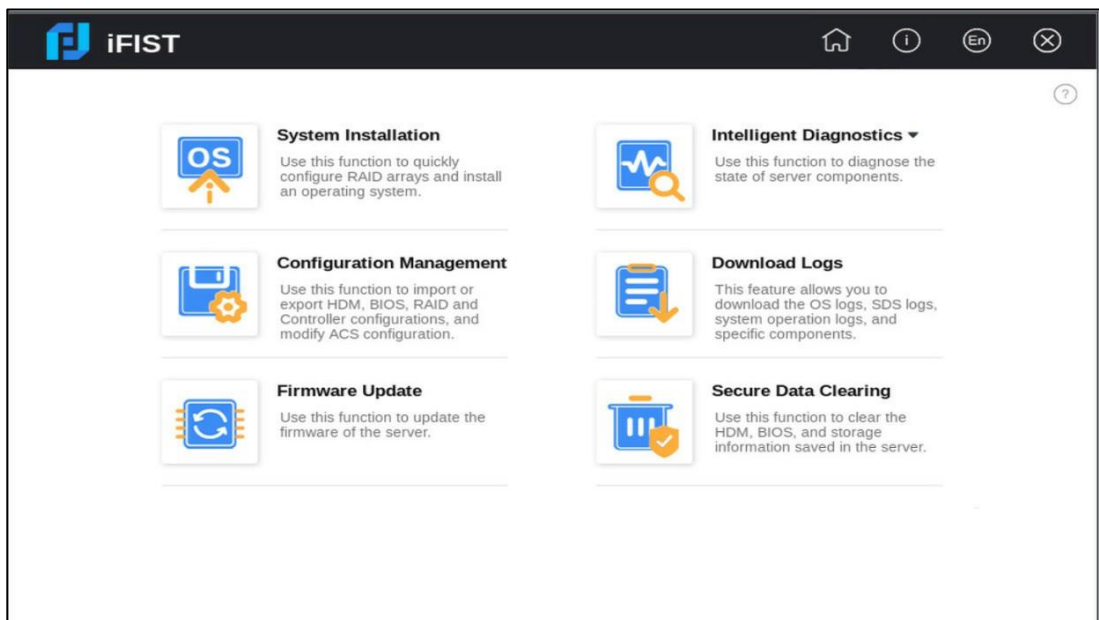 iFIST
i
En
?
System Installation
Use this function to quickly
configure RAID arrays and install
an operating system.
OS
Intelligent Diagnostics
Use this function to diagnose the
state of server components.
Configuration Management
Use this function to import or
export HDM, BIOS, RAID and
Controller configurations, and
modify ACS configuration.
Download Logs
This feature allows you to
download the OS logs, SDS logs,
system operation logs, and
specific components.
Firmware Update
Use this function to update the
firmware of the server.
Secure Data Clearing
Use this function to clear the
HDM, BIOS, and storage
information saved in the server.